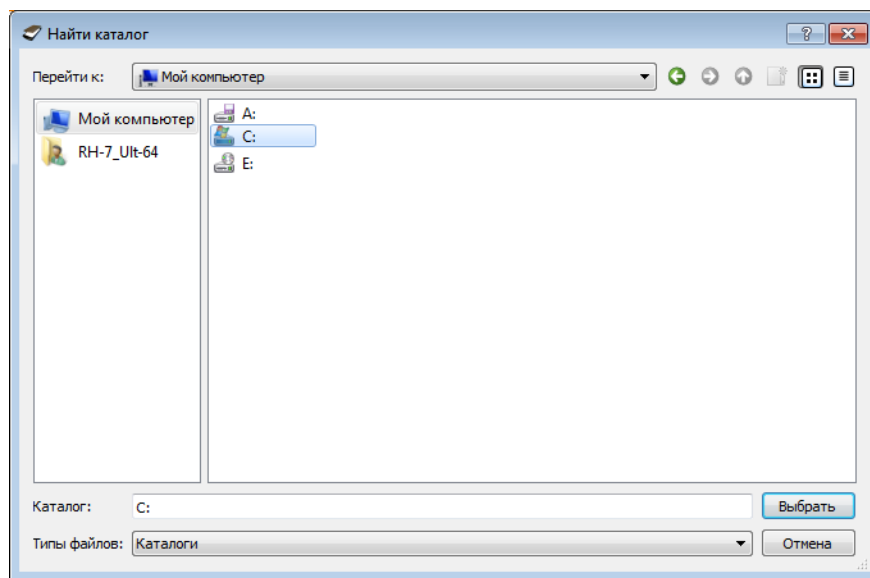 Найти каталог
Перейти к: Мой компьютер
Мой компьютер
RH-7_Ult-64
A:
C:
E:
Каталог: C: Выбрать
Типы файлов: Каталоги Отмена